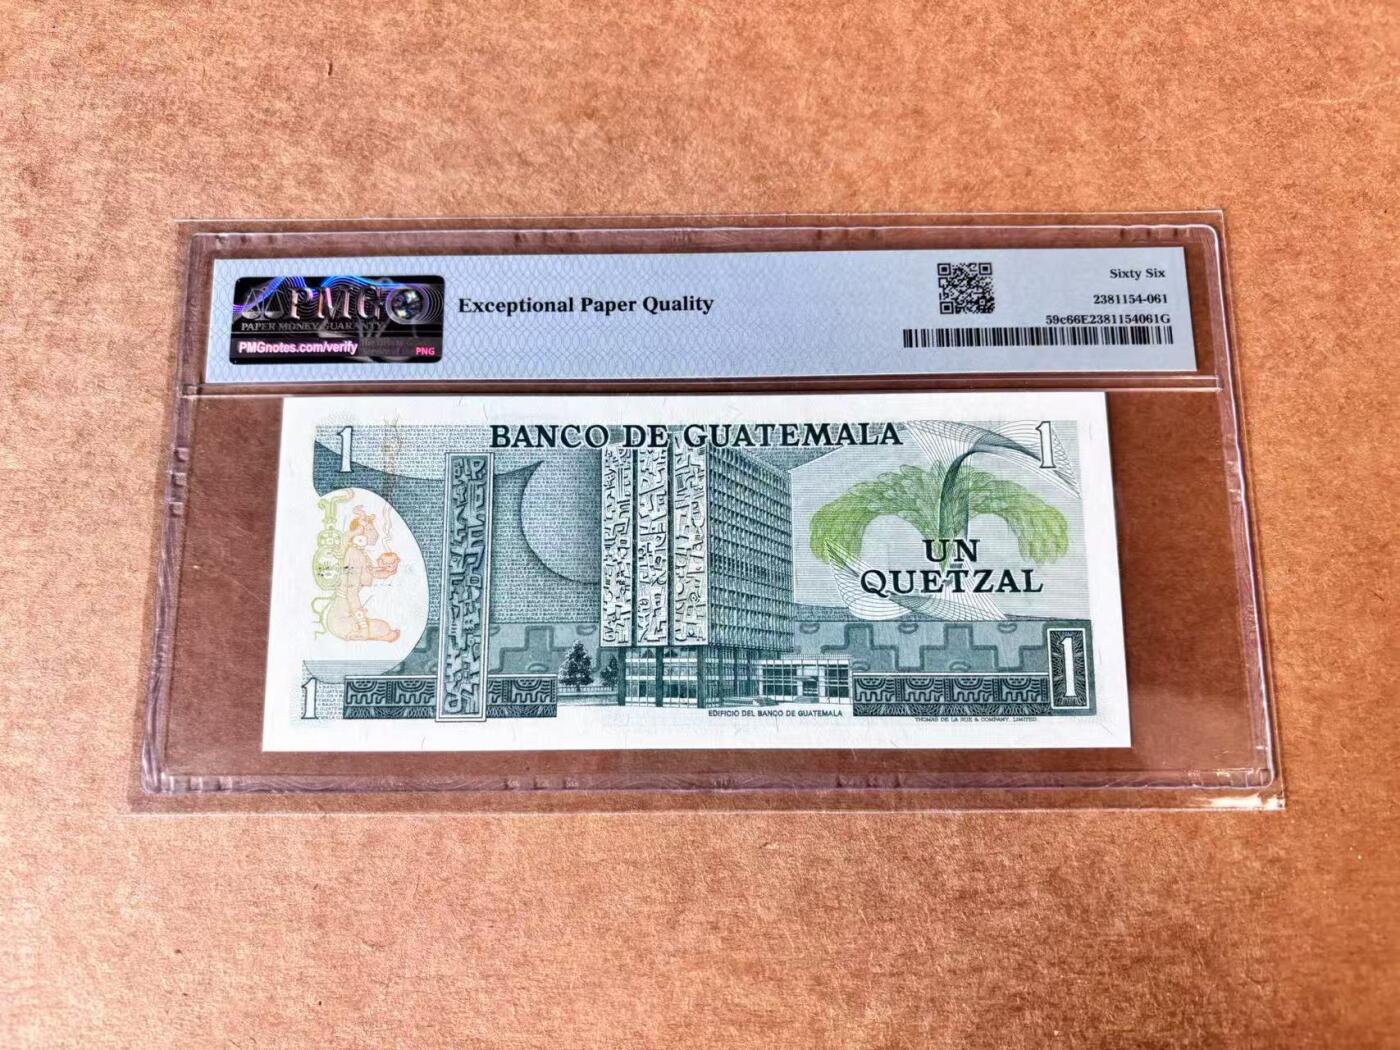 PMG
PAPER MONEY GUARANTY
PMGnotes.com/verify
PNG
Exceptional Paper Quality
Sixty Six
2381154-061
59c66E2381154061G
1
BANCO DE GUATEMALA
1
UN
QUETZAL
1
1
EDIFICIO DEL BANCO DE GUATEMALA
THOMAS DE LA RUE & COMPANY, LIMITED.